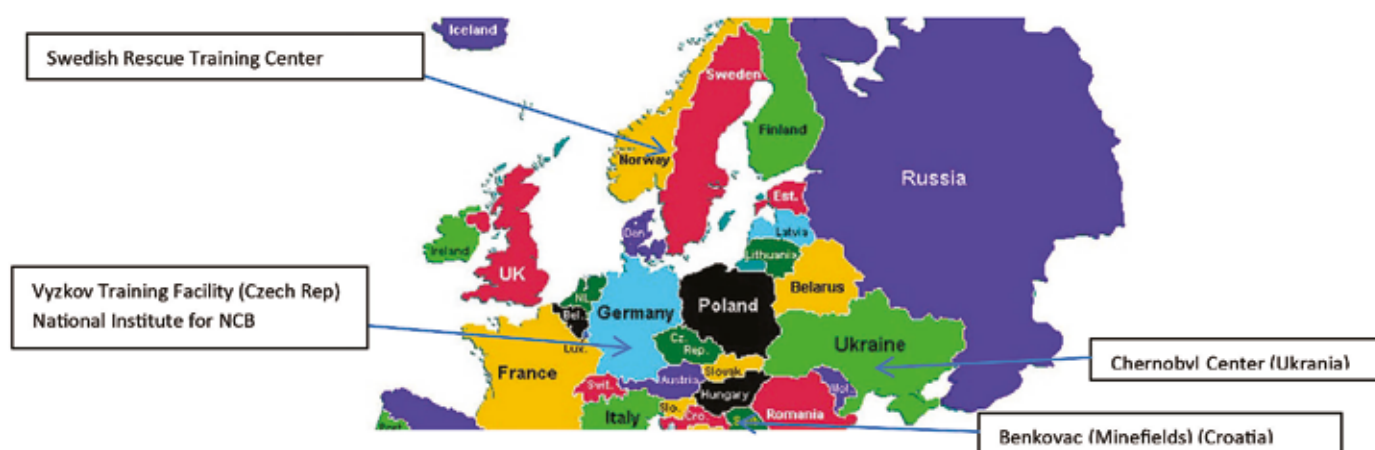 Iceland
Swedish Rescue Training Center
Sweden
Finland
Norway
Russia
Est.
Latvia
Den.
Lithuania
Ireland
UK
Belarus
Vyzkov Training Facility (Czech Rep)
National Institute for NCB
NL
Bel.
Germany
Poland
Lux.
Cz.
Rep.
Ukraine
Chernobyl Center (Ukrania)
France
Slovak.
Austria
Swit.
Mol.
Hungary
Slo.
Cro.
Italy
Romania
Port.
Benkovac (Minefields) (Croatia)